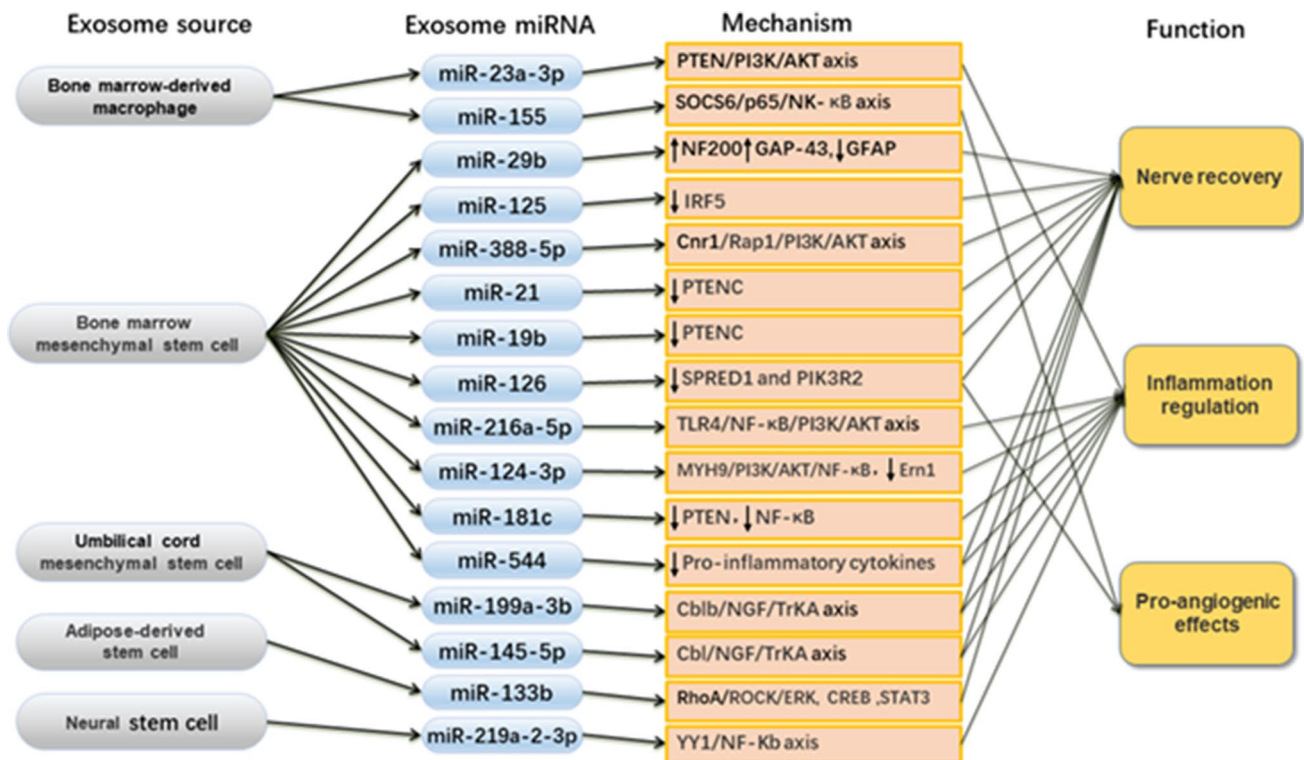 Exosome source
Exosome miRNA
Mechanism
Function
Bone marrow-derived
macrophage
Bone marrow
mesenchymal stem cell
Umbilical cord
mesenchymal stem cell
Adipose-derived
stem cell
Neural stem cell
miR-23a-3p
miR-155
miR-29b
miR-125
miR-388-5p
miR-21
miR-19b
miR-126
miR-216a-5p
miR-124-3p
miR-181c
miR-544
miR-199a-3b
miR-145-5p
miR-133b
miR-219a-2-3p
PTEN/PI3K/AKT axis
SOCS6/p65/NK- κB axis
↑NF200↑GAP-43,↓GFAP
↓IRF5
Cnr1/Rap1/PI3K/AKT axis
↓PTENC
↓PTENC
↓SPRED1 and PIK3R2
TLR4/NF-κB/PI3K/AKT axis
MYH9/PI3K/AKT/NF-κB. ↓Ern1
↓PTEN. ↓NF-κB
↓Pro-inflammatory cytokines
Cblb/NGF/TrKA axis
Cbl/NGF/TrKA axis
RhoA/ROCK/ERK, CREB ,STAT3
YY1/NF-Kb axis
Nerve recovery
Inflammation
regulation
Pro-angiogenic
effects